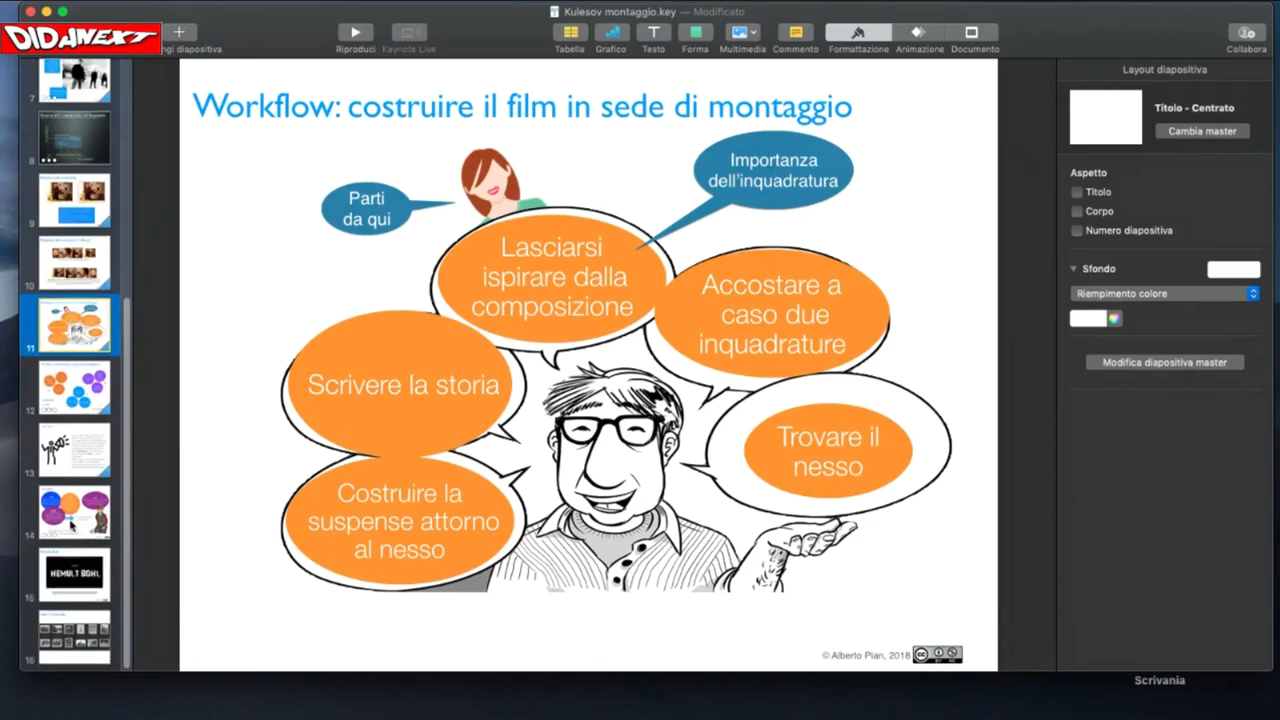 Kulesov montaggio.key — Modificato
DIDANEXT
ngi diapositiva
Riproduci
Keynote Live
Tabella
Grafico
Testo
Forma
Multimedia
Commento
Formattazione
Animazione
Documento
Collabora
7
8
9
10
11
12
13
14
15
16
HEMULT BOHL
Workflow: costruire il film in sede di montaggio
Parti
da qui
Importanza
dell'inquadratura
Lasciarsi
ispirare dalla
composizione
Accostare a
caso due
inquadrature
Scrivere la storia
Trovare il
nesso
Costruire la
suspense attorno
al nesso
© Alberto Pian, 2018
Layout diapositiva
Titolo - Centrato
Cambia master
Aspetto
Titolo
Corpo
Numero diapositiva
Sfondo
Riempimento colore
Modifica diapositiva master
Scrivania